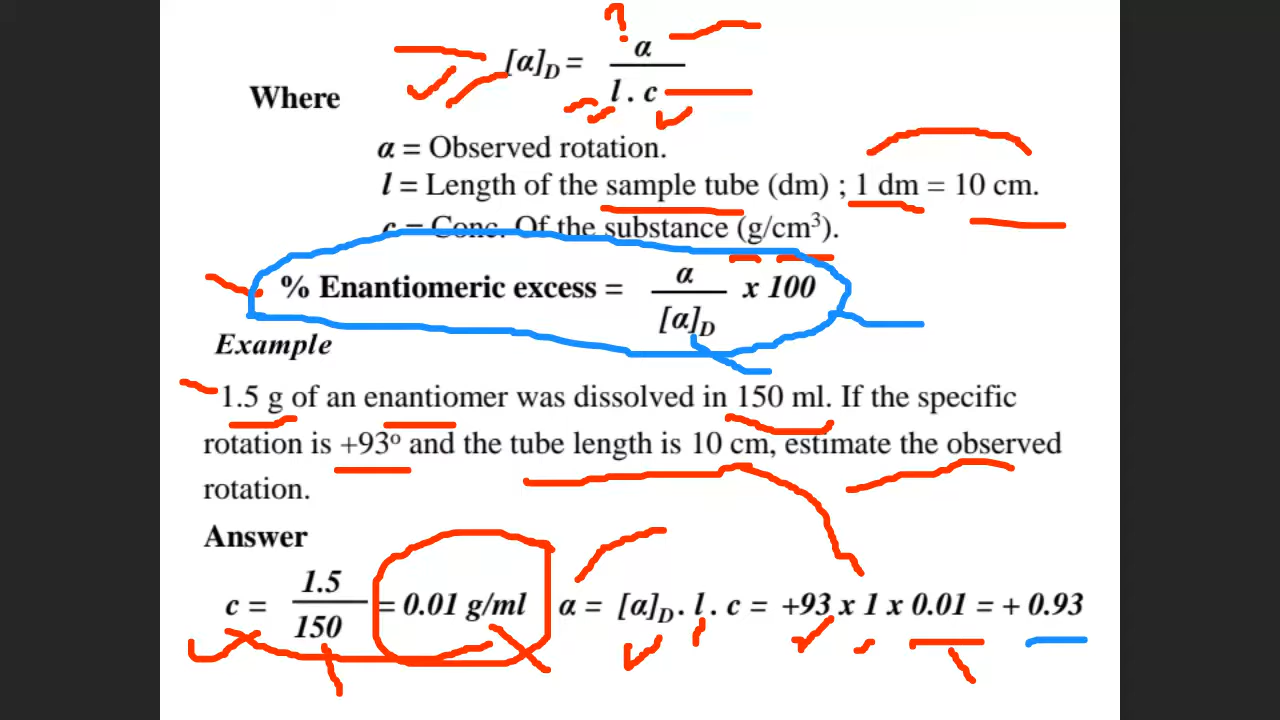 [α]D = α / l . c
Where
α = Observed rotation.
l = Length of the sample tube (dm) ; 1 dm = 10 cm.
c = Conc. Of the substance (g/cm³).
% Enantiomeric excess = α / [α]D x 100
Example
1.5 g of an enantiomer was dissolved in 150 ml. If the specific
rotation is +93º and the tube length is 10 cm, estimate the observed
rotation.
Answer
c = 1.5 / 150 = 0.01 g/ml α = [α]D . l . c = +93 x 1 x 0.01 = + 0.93